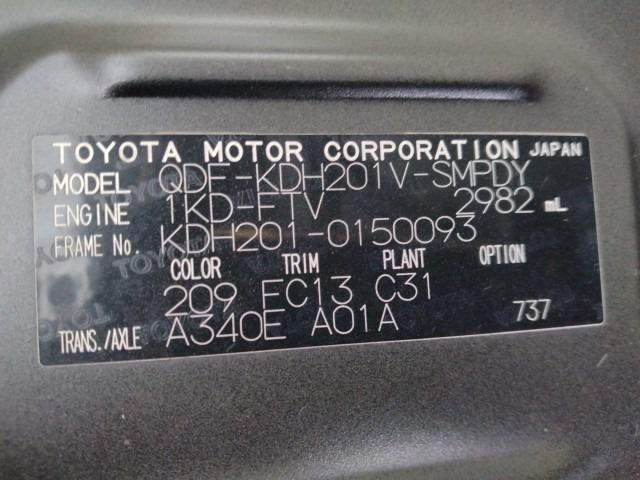 TOYOTA MOTOR CORPORATION JAPAN
MODEL QDF-KDH201V-SMPDY
ENGINE 1KD-FTV 2982 mL
FRAME No. KDH201-0150093
COLOR TRIM PLANT OPTION
209 FC13 C31
TRANS./AXLE A340E A01A 737